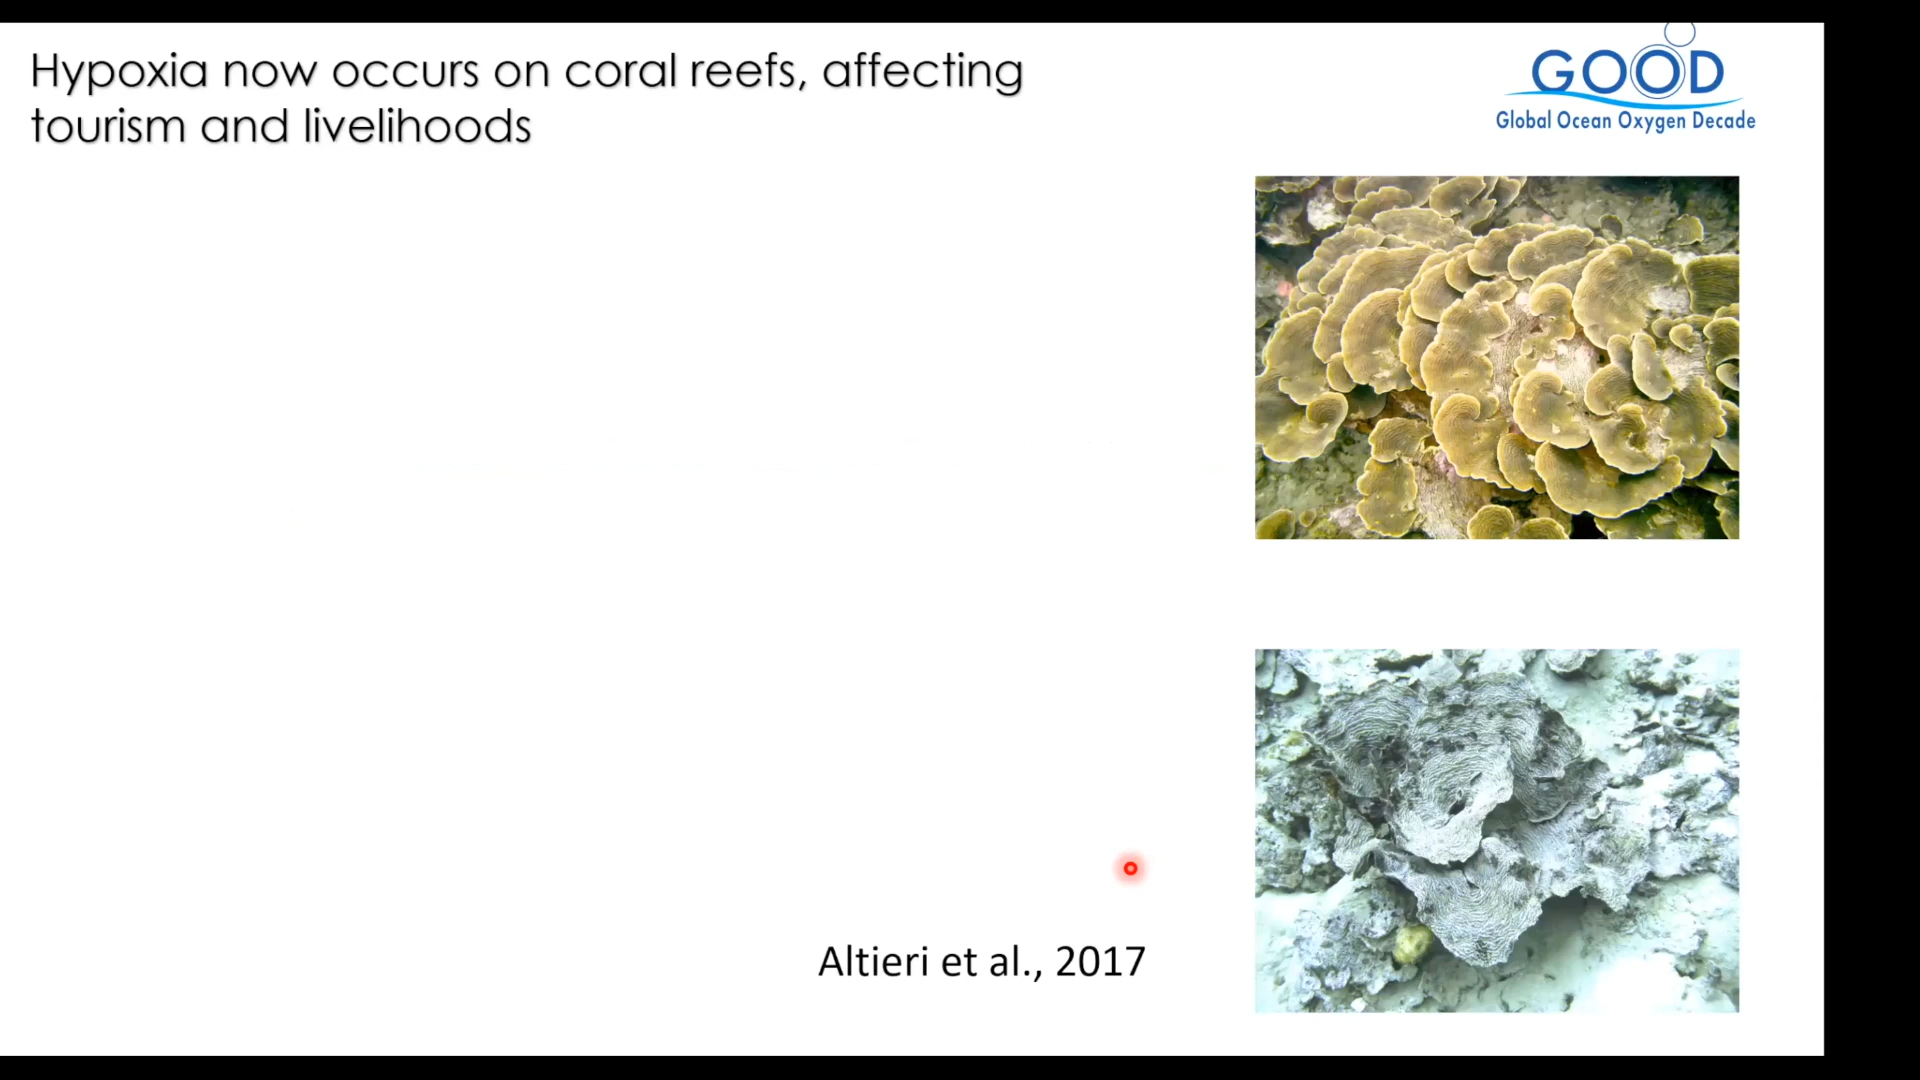 Hypoxia now occurs on coral reefs, affecting
tourism and livelihoods
GOOD
Global Ocean Oxygen Decade
Altieri et al., 2017